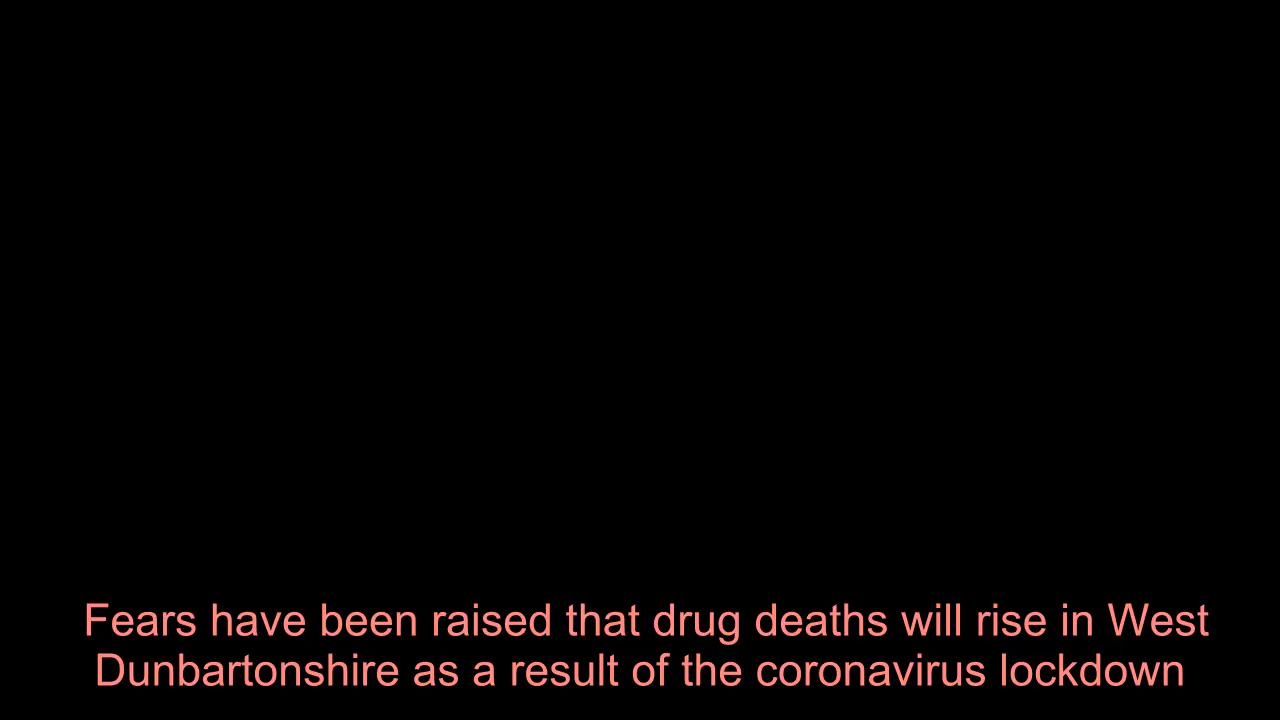 Fears have been raised that drug deaths will rise in West
Dunbartonshire as a result of the coronavirus lockdown